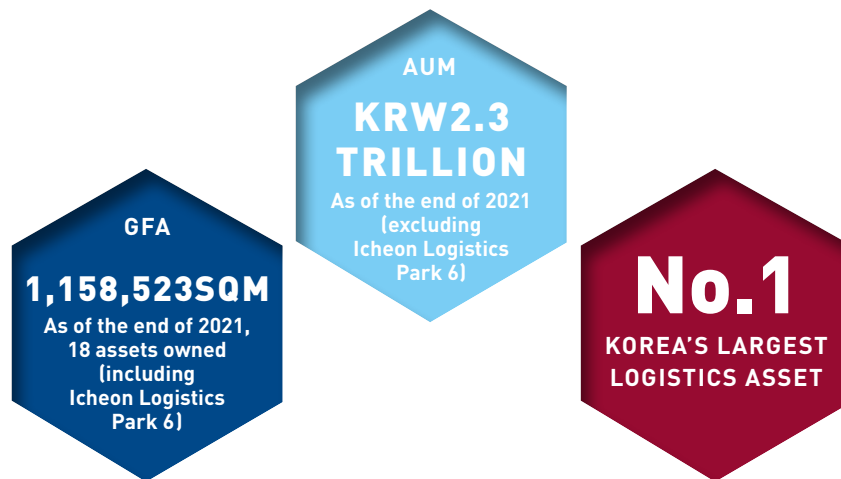 GFA
1,158,523SQM
As of the end of 2021,
18 assets owned
(including
Icheon Logistics
Park 6)
AUM
KRW2.3
TRILLION
As of the end of 2021
(excluding
Icheon Logistics
Park 6)
No.1
KOREA'S LARGEST
LOGISTICS ASSET